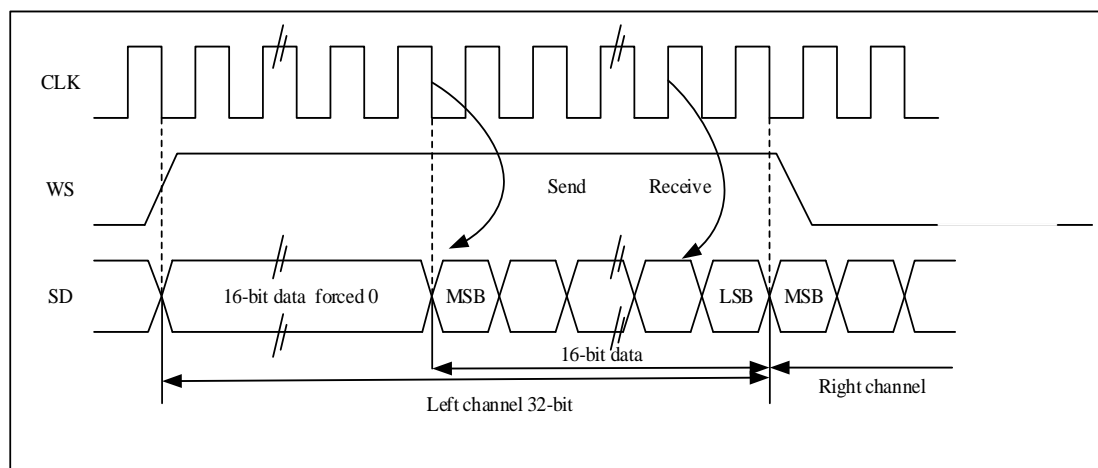 CLK
WS
Send
Receive
SD
16-bit data forced 0
MSB
LSB
MSB
16-bit data
Right channel
Left channel 32-bit